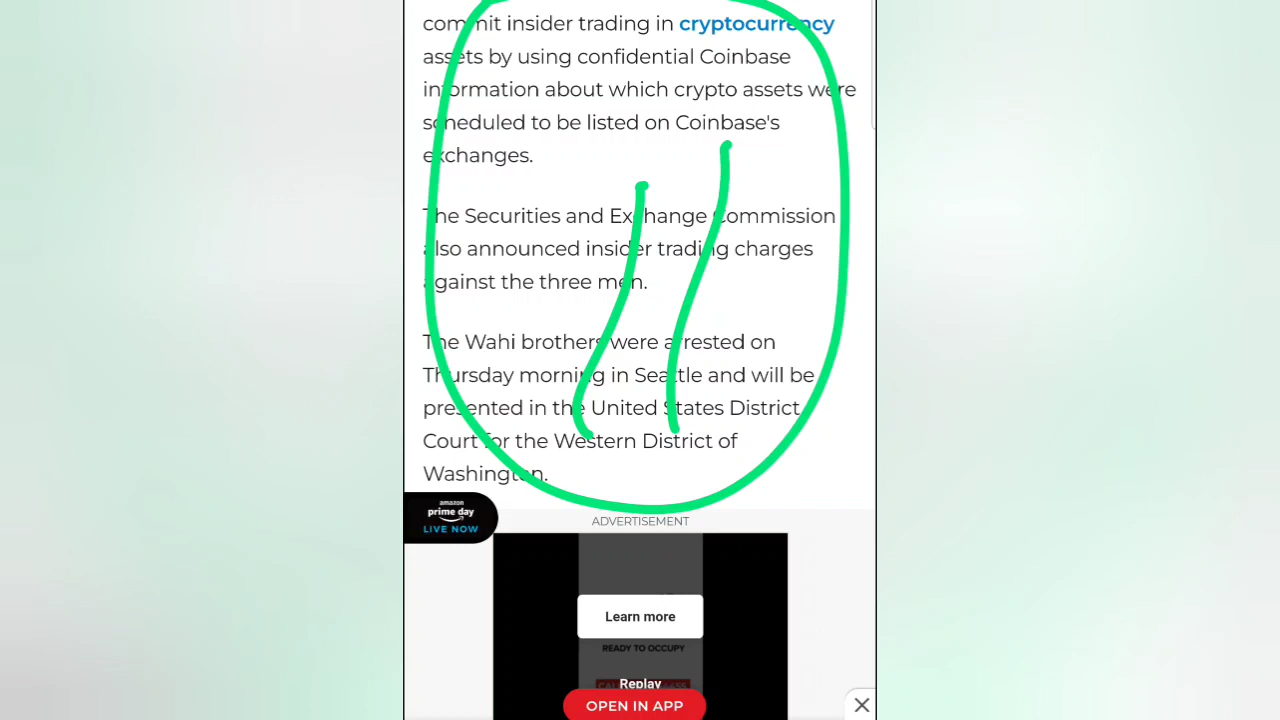 commit insider trading in cryptocurrency
assets by using confidential Coinbase
information about which crypto assets were
scheduled to be listed on Coinbase's
exchanges.
The Securities and Exchange Commission
also announced insider trading charges
against the three men.
The Wahi brothers were arrested on
Thursday morning in Seattle and will be
presented in the United States District
Court for the Western District of
Washington.
amazon
prime day
LIVE NOW
ADVERTISEMENT
Learn more
READY TO OCCUPY
Replay
OPEN IN APP